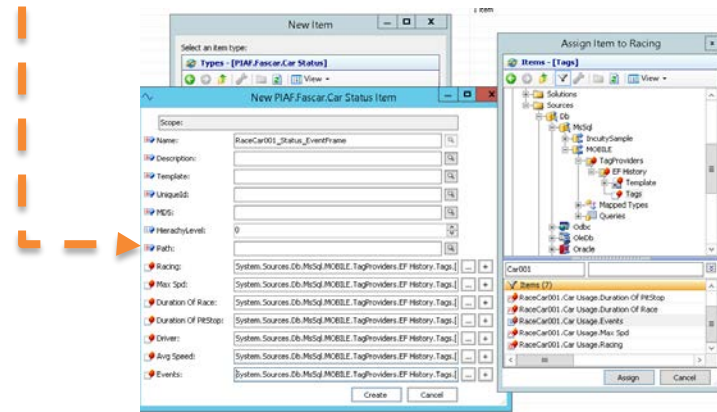 1 Item
New Item
Select an item type:
Types - [PIAF.Fascar.Car Status]
View
New PIAF.Fascar.Car Status Item
Scope:
Name: RaceCar001_Status_EventFrame
Description:
Template:
UniqueId:
MDS:
HierachyLevel: 0
Path:
Racing: System.Sources.Db.MsSql.MOBILE.TagProviders.EF History.Tags.[ ... +
Max Spd: System.Sources.Db.MsSql.MOBILE.TagProviders.EF History.Tags.[ ... +
Duration Of Race: System.Sources.Db.MsSql.MOBILE.TagProviders.EF History.Tags.[ ... +
Duration Of PitStop: System.Sources.Db.MsSql.MOBILE.TagProviders.EF History.Tags.[ ... +
Driver: System.Sources.Db.MsSql.MOBILE.TagProviders.EF History.Tags.[ ... +
Avg Speed: System.Sources.Db.MsSql.MOBILE.TagProviders.EF History.Tags.[ ... +
Events: System.Sources.Db.MsSql.MOBILE.TagProviders.EF History.Tags.[ ... +
Create Cancel
Assign Item to Racing
Items - [Tags]
View
Solutions
Sources
Db
MsSql
IncuitySample
MOBILE
TagProviders
EF History
Template
Tags
Mapped Types
Queries
Odbc
OleDb
Oracle
Car001
Items (7)
RaceCar001.Car Usage.Duration Of PitStop
RaceCar001.Car Usage.Duration Of Race
RaceCar001.Car Usage.Events
RaceCar001.Car Usage.Max Spd
RaceCar001.Car Usage.Racing
Assign Cancel